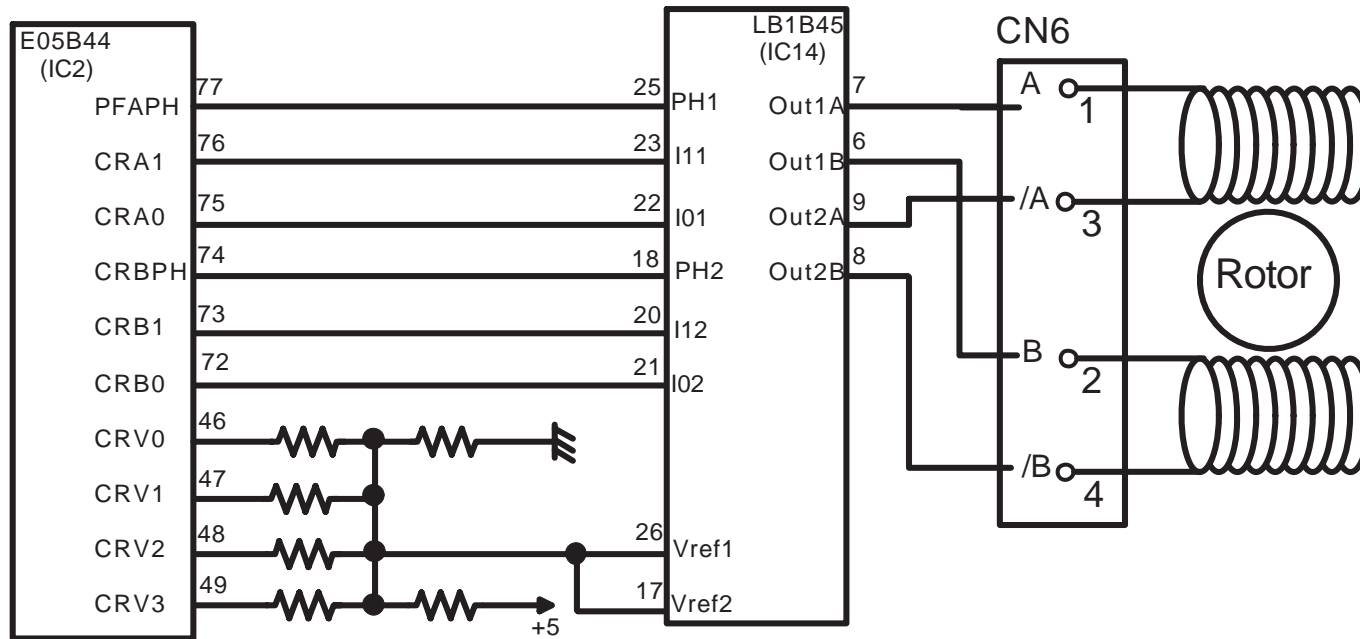 E05B44
(IC2)
PFAPH
CRA1
CRA0
CRBPH
CRB1
CRB0
CRV0
CRV1
CRV2
CRV3
77
76
75
74
73
72
46
47
48
49
+5
25
23
22
18
20
21
26
17
LB1B45
(IC14)
PH1
I11
I01
PH2
I12
I02
Vref1
Vref2
Out1A
Out1B
Out2A
Out2B
7
6
9
8
CN6
A
1
/A
3
B
2
/B
4
Rotor